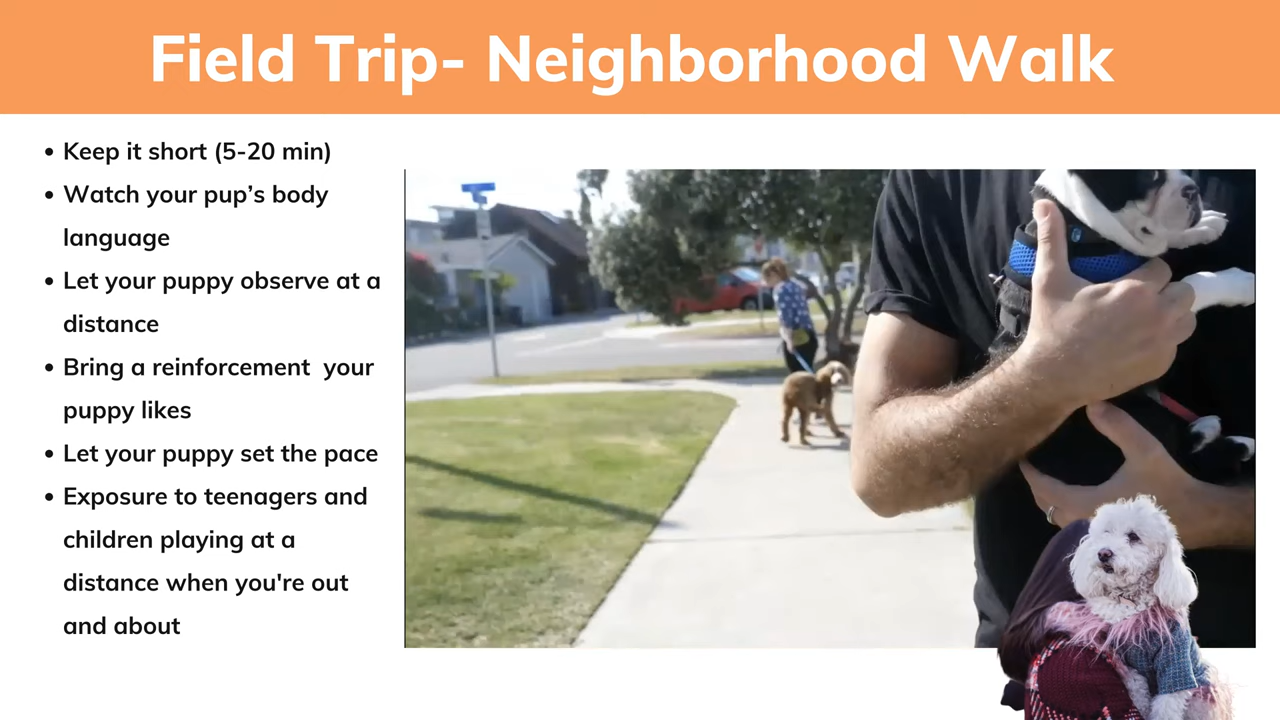 Field Trip- Neighborhood Walk
• Keep it short (5-20 min)
• Watch your pup’s body
language
• Let your puppy observe at a
distance
• Bring a reinforcement  your
puppy likes
• Let your puppy set the pace
• Exposure to teenagers and
children playing at a
distance when you're out
and about